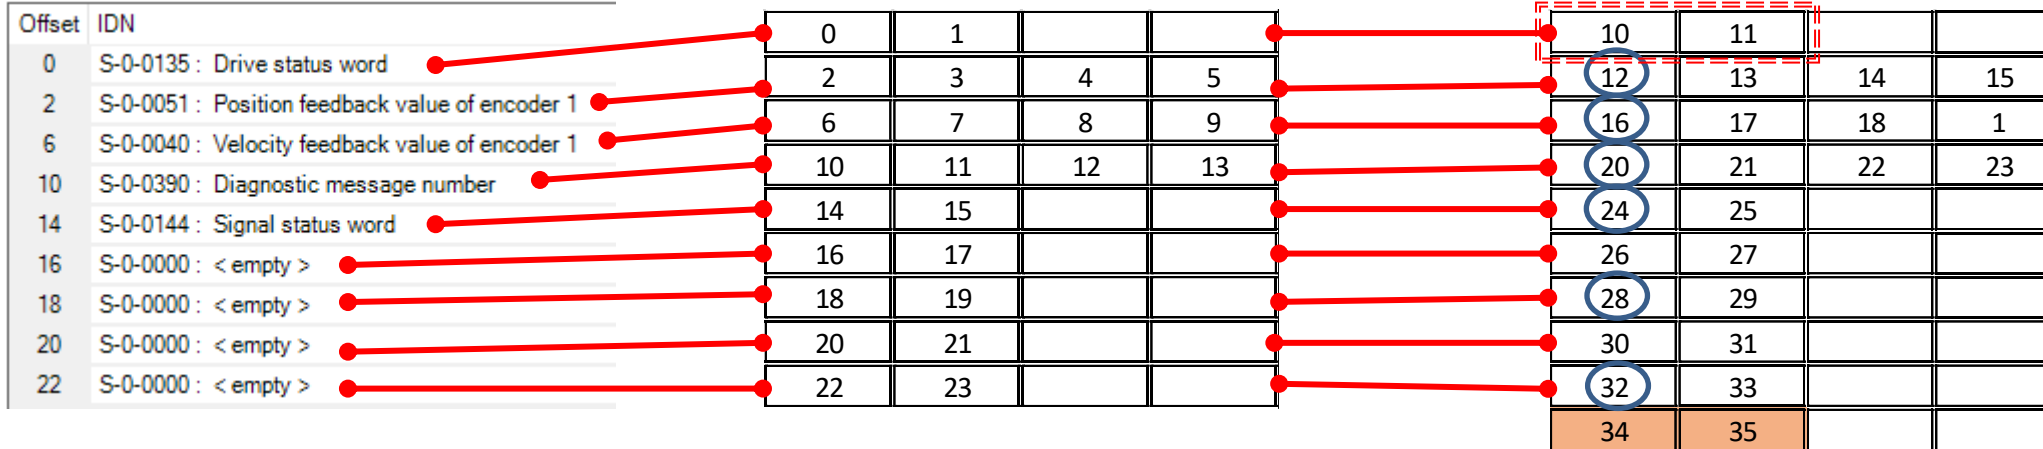 Offset IDN 0 1 10 11
0 S-0-0135 : Drive status word 2 3 4 5 12 13 14 15
2 S-0-0051 : Position feedback value of encoder 1 6 7 8 9 16 17 18 1
6 S-0-0040 : Velocity feedback value of encoder 1 10 11 12 13 20 21 22 23
10 S-0-0390 : Diagnostic message number 14 15 24 25
14 S-0-0144 : Signal status word 16 17 26 27
16 S-0-0000 : < empty > 18 19 28 29
18 S-0-0000 : < empty > 20 21 30 31
20 S-0-0000 : < empty > 22 23 32 33
22 S-0-0000 : < empty > 34 35